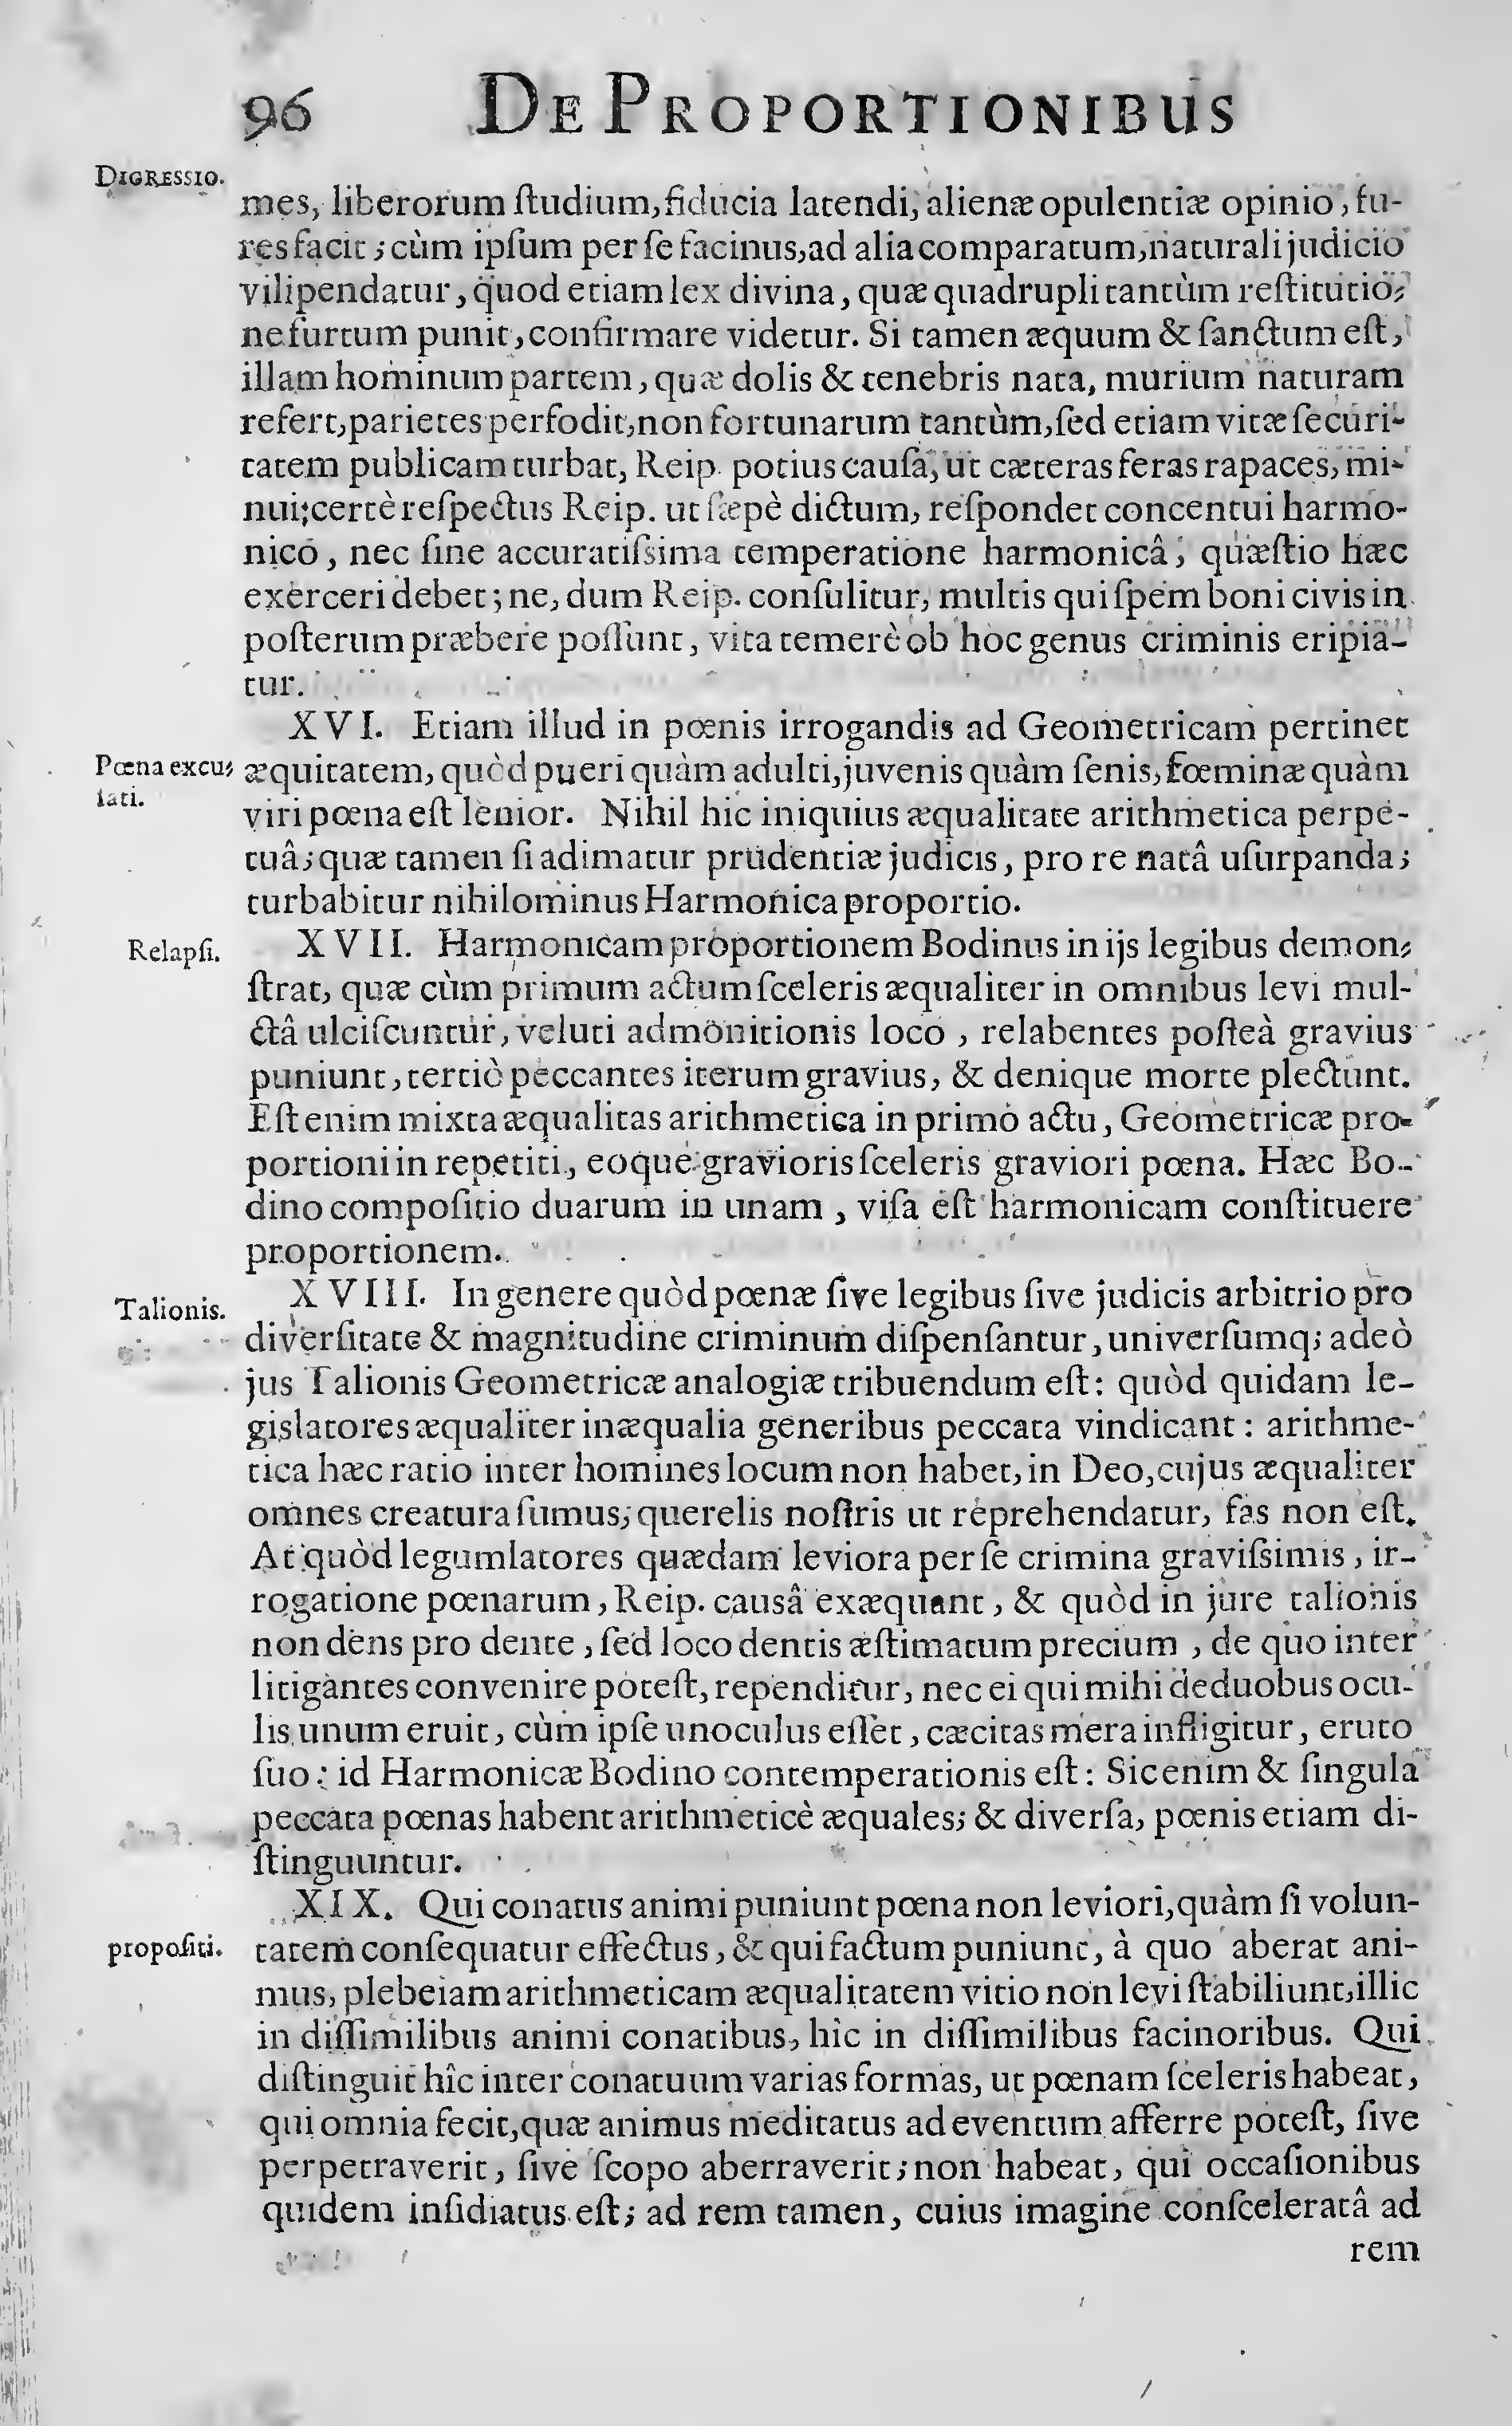 96 DE PROPORTIONIBUS
DIGRESSIO.
mes, liberorum ſtudium, fiducia latendi, alienæ opulentiæ opinio, fu-
res facit; cùm ipſum per ſe facinus, ad alia comparatum, naturali judicio
vilipendatur, quod etiam lex divina, quæ quadrupli tantùm reſtitutio⸗
ne furtum punit, confirmare videtur. Si tamen æquum & ſanctum eſt,
illam hominum partem, quæ dolis & tenebris nata, murium naturam
refert, parietes perfodit, non fortunarum tantùm, ſed etiam vitæ ſecuri-
tatem publicam turbat, Reip. potius cauſa, ut cæteras feras rapaces, mi-
nui; certè reſpectus Reip. ut ſæpè dictum, reſpondet concentui harmo-
nico, nec ſine accuratiſsima temperatione harmonicâ, quæſtio hæc
exerceri debet; ne, dum Reip. conſulitur, multis qui ſpem boni civis in
poſterum præbere poſſunt, vita temerè ob hoc genus criminis eripia-
tur.
XVI. Etiam illud in pœnis irrogandis ad Geometricam pertinet
Pœna excu⸗
ſati.
æquitatem, quòd pueri quàm adulti, juvenis quàm ſenis, fœminæ quàm
viri pœna eſt lenior. Nihil hic iniquius æqualitate arithmetica perpe-
tuâ; quæ tamen ſi adimatur prudentiæ judicis, pro re natâ uſurpanda;
turbabitur nihilominus Harmonica proportio.
Relapſi.
XVII. Harmonicam proportionem Bodinus in ijs legibus demon⸗
ſtrat, quæ cùm primum actum ſceleris æqualiter in omnibus levi mul-
ctâ ulciſcuntur, veluti admonitionis loco, relabentes poſteà gravius
puniunt, tertiò peccantes iterum gravius, & denique morte plectunt.
Eſt enim mixta æqualitas arithmetica in primo actu, Geometricæ pro-
portioni in repetiti, eoque gravioris ſceleris graviori pœna. Hæc Bo-
dino compoſitio duarum in unam, viſa eſt harmonicam conſtituere
proportionem.
Talionis.
XVIII. In genere quòd pœnæ ſive legibus ſive judicis arbitrio pro
diverſitate & magnitudine criminum diſpenſantur, univerſumq; adeò
jus Talionis Geometricæ analogiæ tribuendum eſt: quòd quidam le-
gislatores æqualiter inæqualia generibus peccata vindicant: arithme-
tica hæc ratio inter homines locum non habet, in Deo, cujus æqualiter
omnes creatura ſumus, querelis noſtris ut reprehendatur, fas non eſt.
At quòd legumlatores quædam leviora per ſe crimina graviſsimis, ir-
rogatione pœnarum, Reip. causâ exæquant, & quòd in jure talionis
non dens pro dente, ſed loco dentis æſtimatum precium, de quo inter
litigantes convenire poteſt, rependitur, nec ei qui mihi de duobus ocu-
lis unum eruit, cùm ipſe unoculus eſſet, cæcitas mera infligitur, eruto
ſuo: id Harmonicæ Bodino contemperationis eſt: Sic enim & ſingula
peccata pœnas habent arithmeticè æquales; & diverſa, pœnis etiam di-
ſtinguuntur.
XIX. Qui conatus animi puniunt pœna non leviori, quàm ſi volun-
propoſiti.
tatem conſequatur effectus, & qui factum puniunt, à quo aberat ani-
mus, plebeiam arithmeticam æqualitatem vitio non levi ſtabiliunt, illic
in diſſimilibus animi conatibus, hîc in diſſimilibus facinoribus. Qui
diſtinguit hîc inter conatuum varias formas, ut pœnam ſceleris habeat,
qui omnia fecit, quæ animus meditatus ad eventum afferre poteſt, ſive
perpetraverit, ſive ſcopo aberraverit; non habeat, qui occaſionibus
quidem inſidiatus eſt; ad rem tamen, cuius imagine conſceleratâ ad
rem